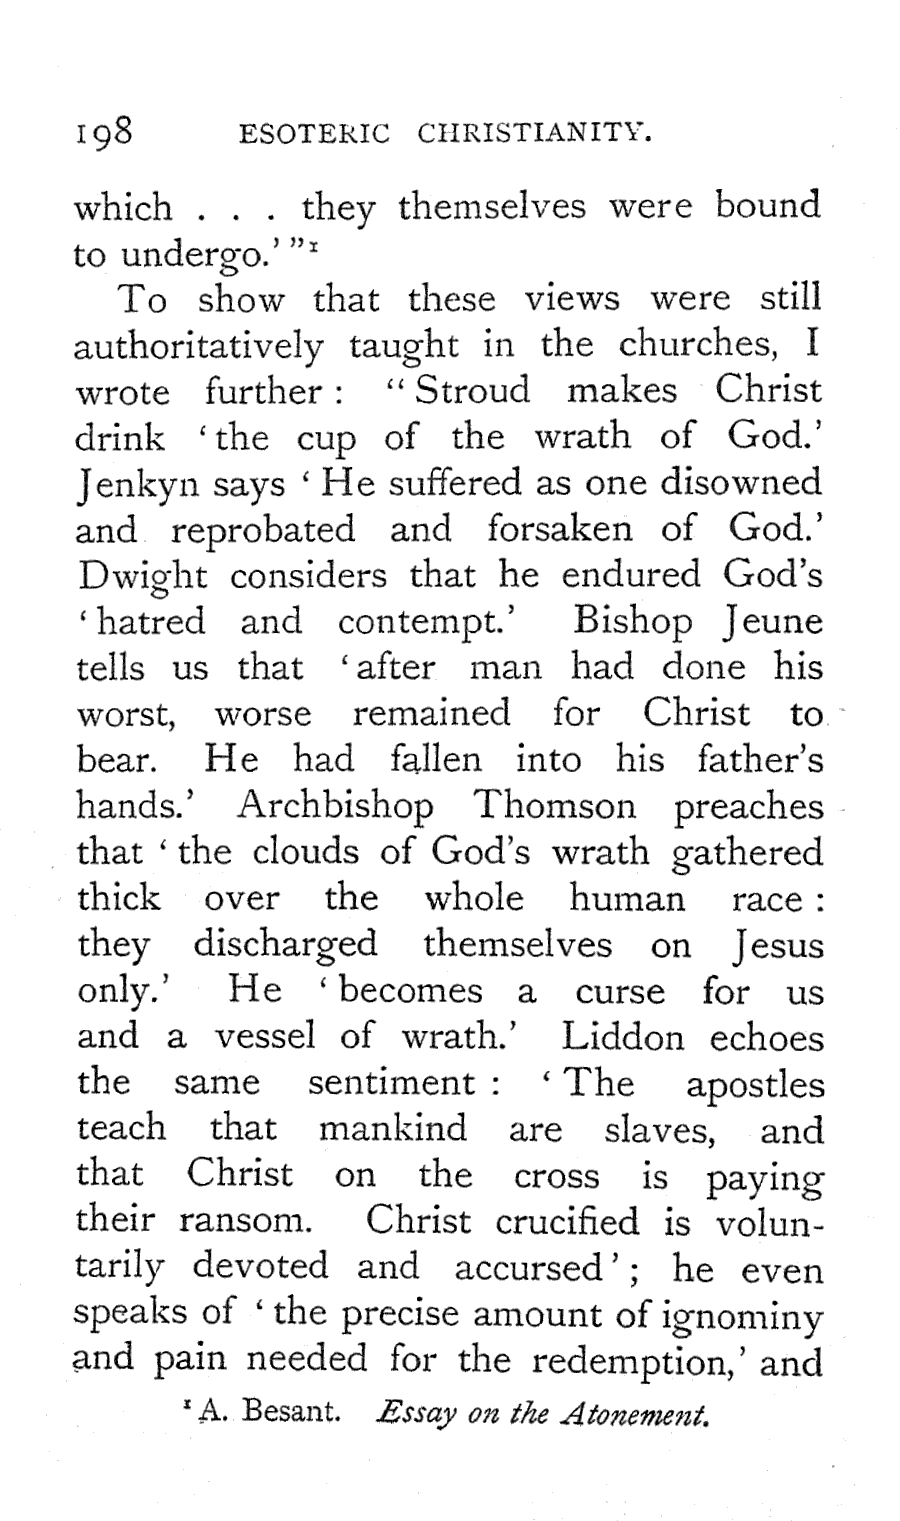 198 ESOTERIC CHRISTIANITY.
which . . . they themselves were bound
to undergo.’ ”¹
To show that these views were still
authoritatively taught in the churches, I
wrote further : “ Stroud makes Christ
drink ‘ the cup of the wrath of God.’
Jenkyn says ‘ He suffered as one disowned
and reprobated and forsaken of God.’
Dwight considers that he endured God’s
‘ hatred and contempt.’ Bishop Jeune
tells us that ‘ after man had done his
worst, worse remained for Christ to
bear. He had fallen into his father’s
hands.’ Archbishop Thomson preaches
that ‘ the clouds of God’s wrath gathered
thick over the whole human race :
they discharged themselves on Jesus
only.’ He ‘ becomes a curse for us
and a vessel of wrath.’ Liddon echoes
the same sentiment : ‘ The apostles
teach that mankind are slaves, and
that Christ on the cross is paying
their ransom. Christ crucified is volun-
tarily devoted and accursed ’ ; he even
speaks of ‘ the precise amount of ignominy
and pain needed for the redemption,’ and
¹ A. Besant. Essay on the Atonement.